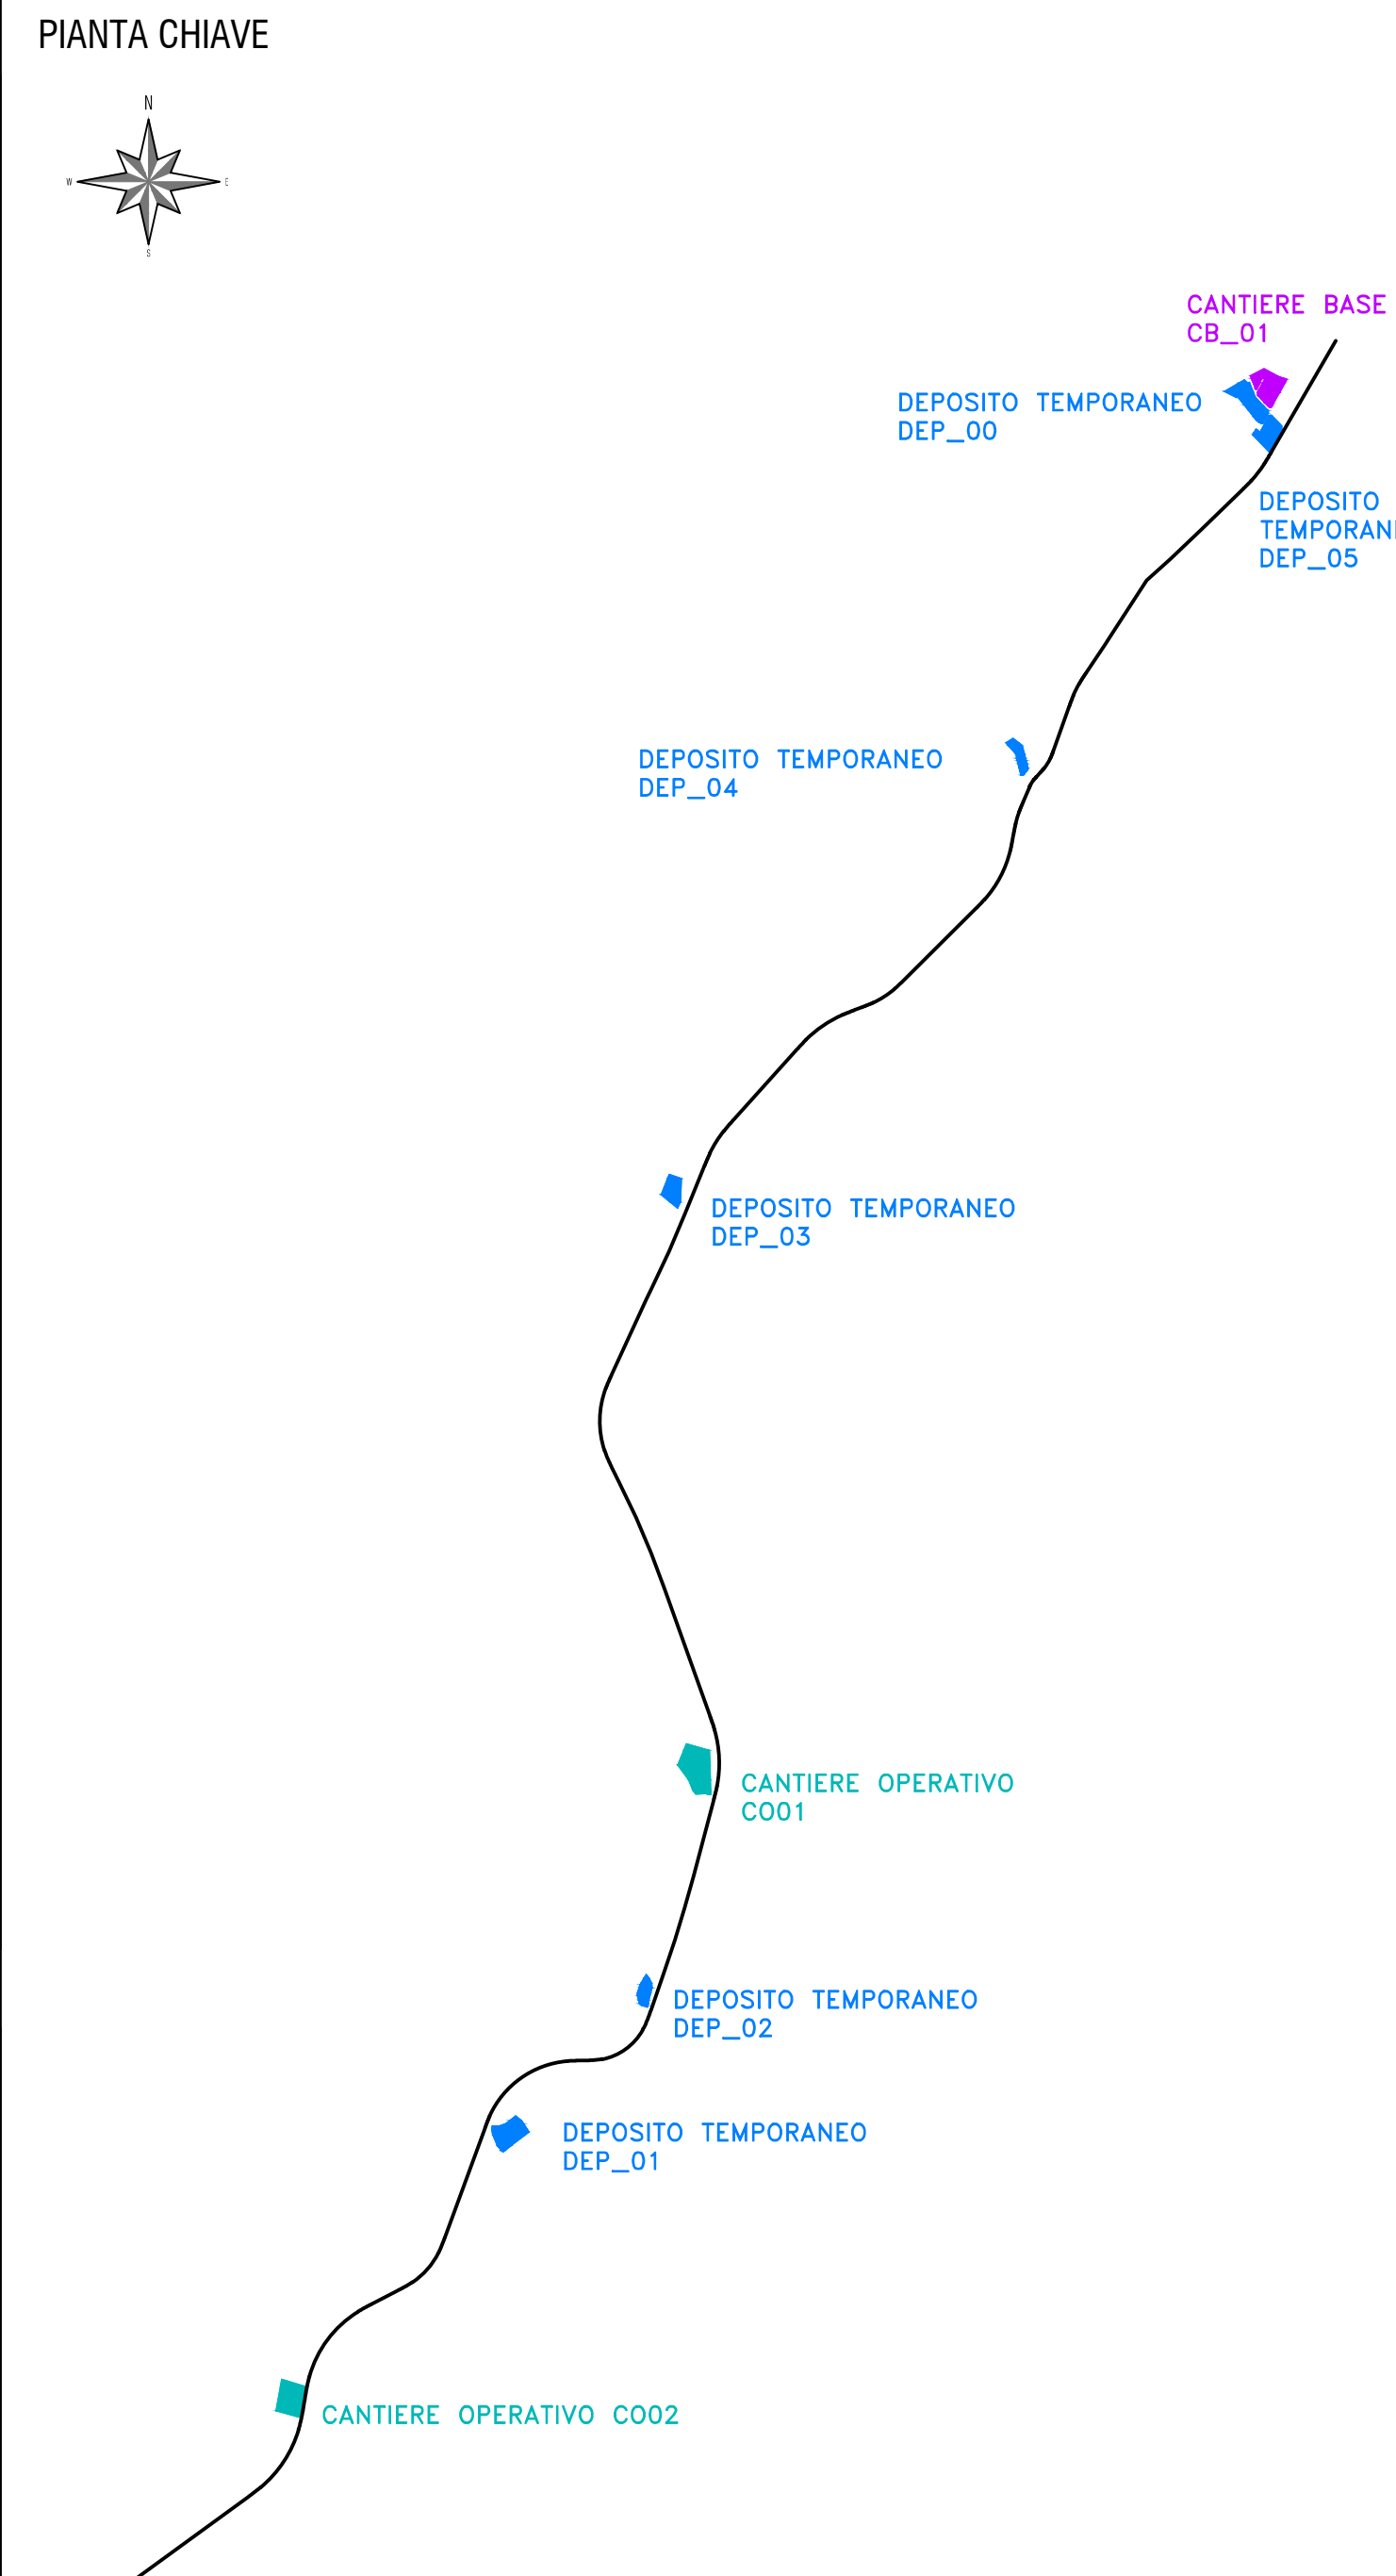 PIANTA CHIAVE
N
W
E
S
CANTIERE BASE
CB_01
DEPOSITO TEMPORANEO
DEP_00
DEPOSITO
TEMPORAN
DEP_05
DEPOSITO TEMPORANEO
DEP_04
DEPOSITO TEMPORANEO
DEP_03
CANTIERE OPERATIVO
CO01
DEPOSITO TEMPORANEO
DEP_02
DEPOSITO TEMPORANEO
DEP_01
CANTIERE OPERATIVO CO02